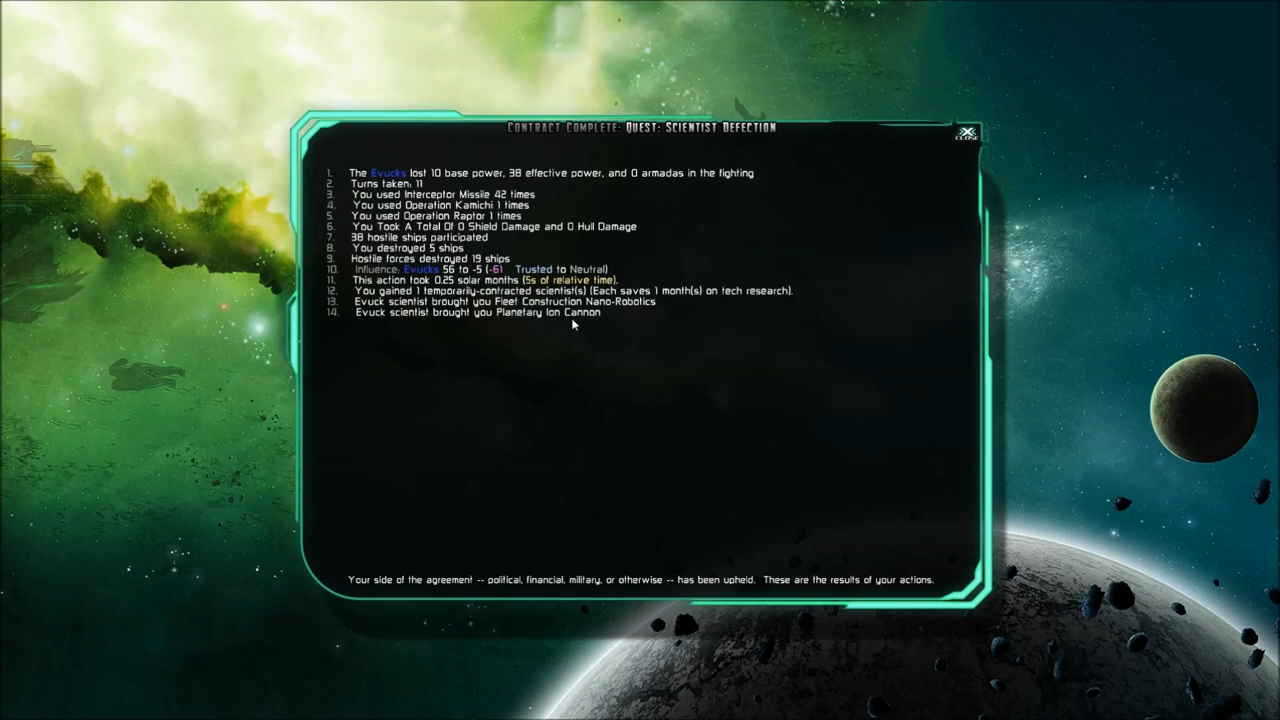 Contract Complete: Quest: Scientist Defection
CLOSE
1. The Evucks lost 10 base power, 38 effective power, and 0 armadas in the fighting
2. Turns taken: 11
3. You used Interceptor Missile 42 times
4. You used Operation Kamichi 1 times
5. You used Operation Raptor 1 times
6. You Took A Total Of 0 Shield Damage and 0 Hull Damage
7. 38 hostile ships participated
8. You destroyed 5 ships
9. Hostile forces destroyed 19 ships
10. Influence: Evucks 56 to -5 (-61 Trusted to Neutral)
11. This action took 0.25 solar months (5s of relative time).
12. You gained 1 temporarily-contracted scientist(s) (Each saves 1 month(s) on tech research).
13. Evuck scientist brought you Fleet Construction Nano-Robotics
14. Evuck scientist brought you Planetary Ion Cannon
Your side of the agreement -- political, financial, military, or otherwise -- has been upheld. These are the results of your actions.